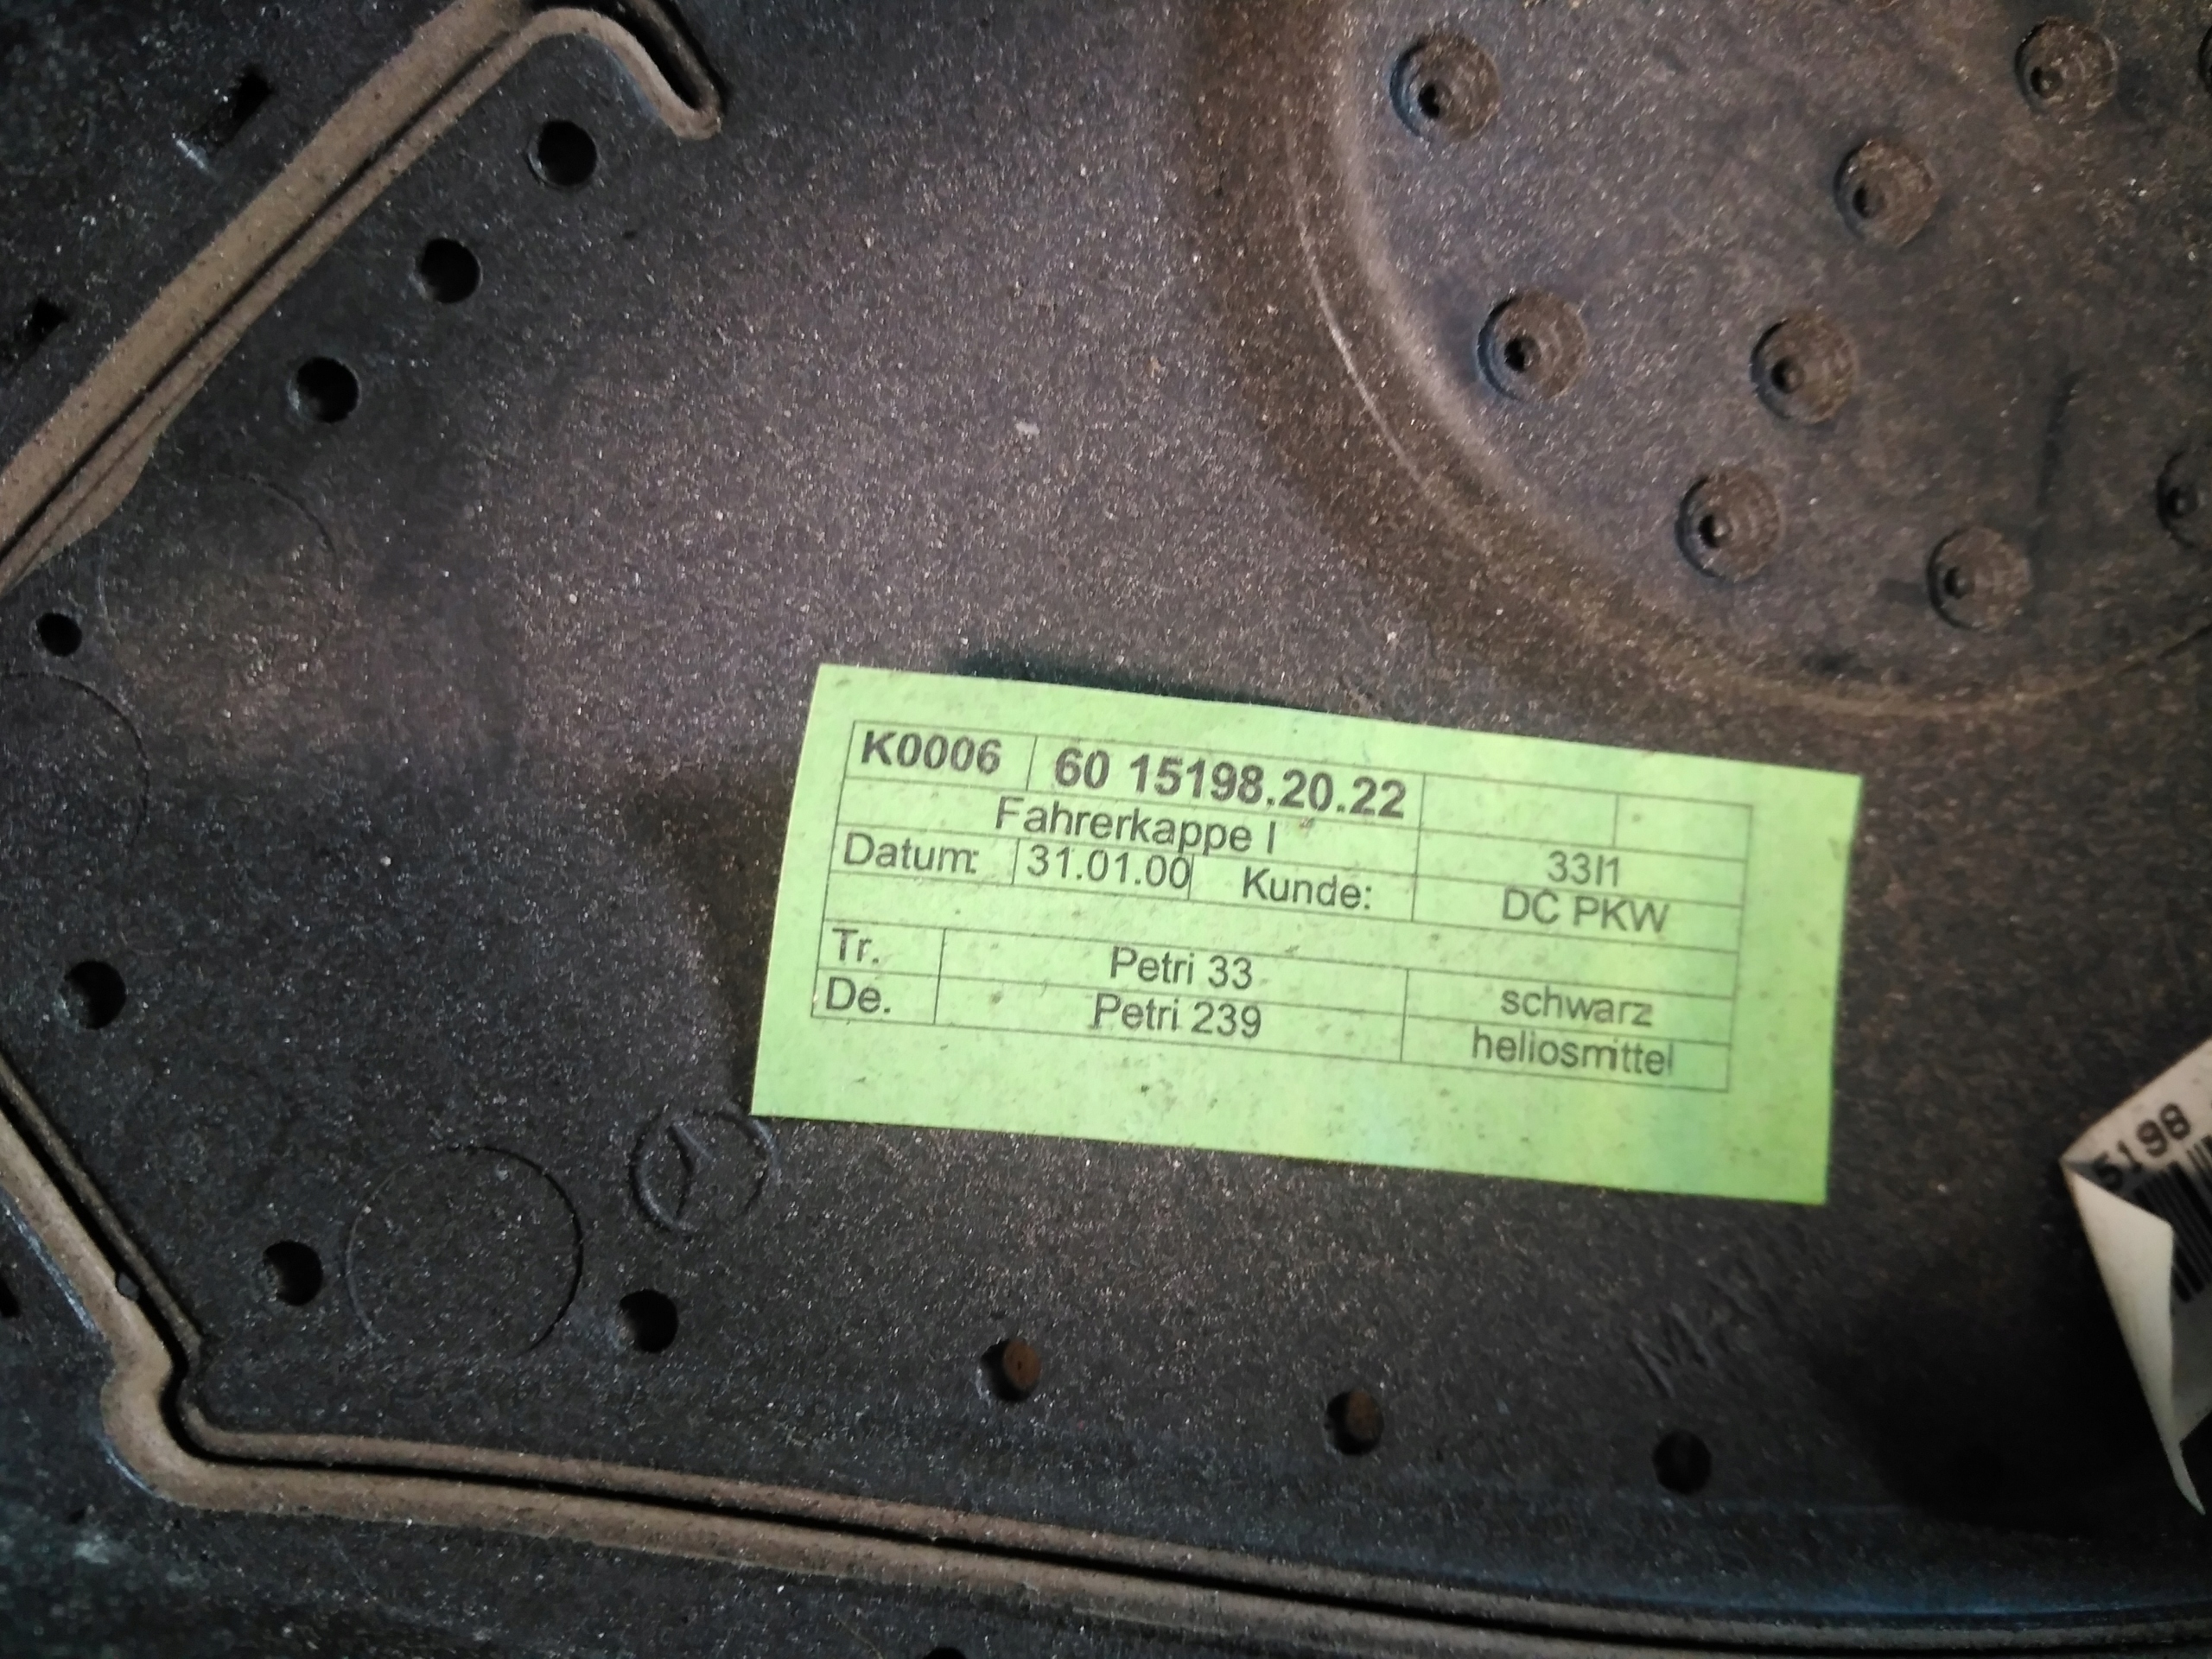 K0006 60 15198.20.22
Fahrerkappe I 33I1
Datum: 31.01.00 Kunde: DC PKW
Tr. Petri 33 schwarz
De. Petri 239 heliosmittel
5198